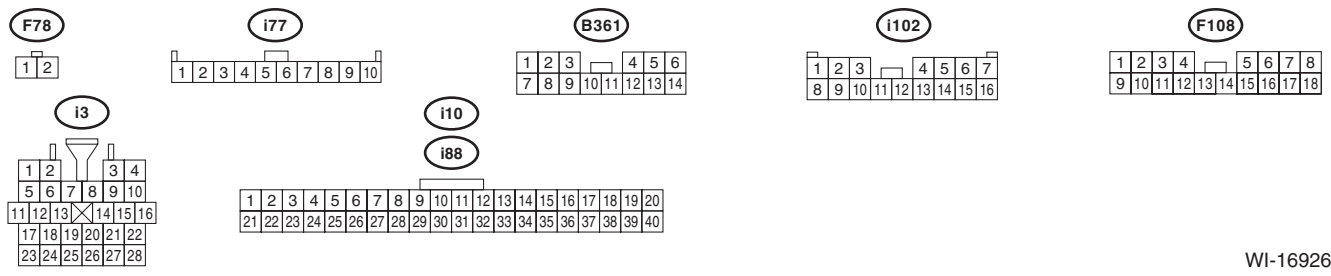 F78
i77
B361
i102
F108
1 2
1 2 3 4 5 6 7 8 9 10
1 2 3 4 5 6
7 8 9 10 11 12 13 14
1 2 3 4 5 6 7
8 9 10 11 12 13 14 15 16
1 2 3 4 5 6 7 8
9 10 11 12 13 14 15 16 17 18
i3
1 2 3 4
5 6 7 8 9 10
11 12 13 14 15 16
17 18 19 20 21 22
23 24 25 26 27 28
i10
i88
1 2 3 4 5 6 7 8 9 10 11 12 13 14 15 16 17 18 19 20
21 22 23 24 25 26 27 28 29 30 31 32 33 34 35 36 37 38 39 40
WI-16926